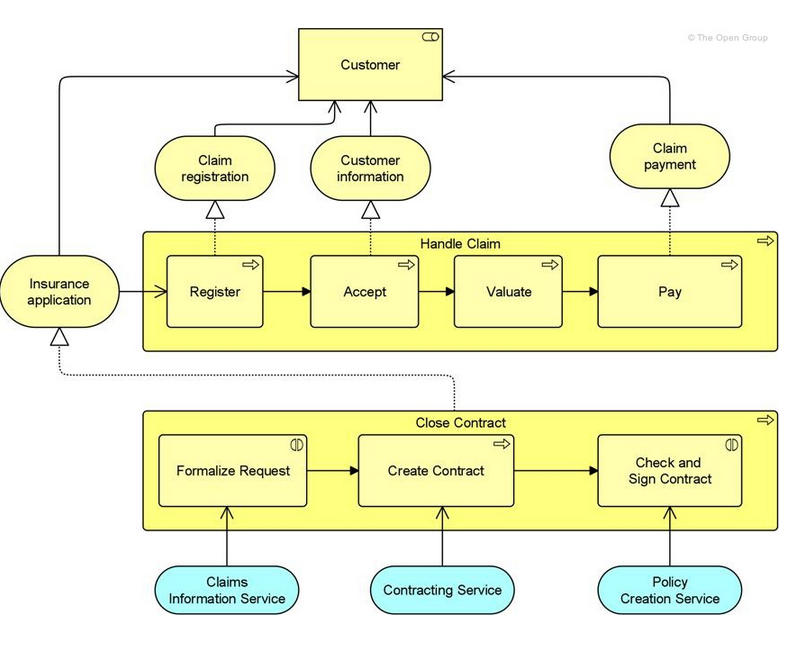 © The Open Group
Customer
Claim
registration
Customer
information
Claim
payment
Handle Claim
Insurance
application
Register
Accept
Valuate
Pay
Close Contract
Formalize Request
Create Contract
Check and
Sign Contract
Claims
Information Service
Contracting Service
Policy
Creation Service